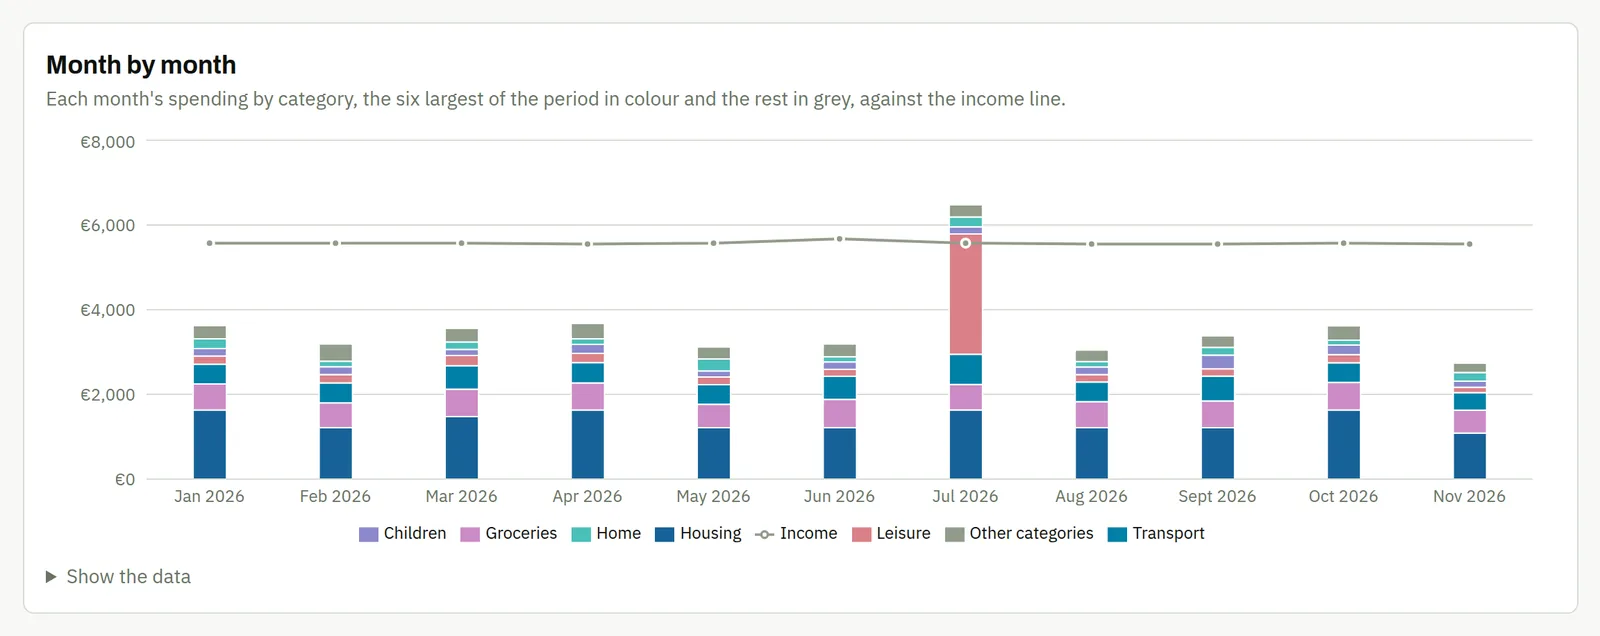 Month by month
Each month's spending by category, the six largest of the period in colour and the rest in grey, against the income line.
€8,000
€6,000
€4,000
€2,000
€0
Jan 2026 Feb 2026 Mar 2026 Apr 2026 May 2026 Jun 2026 Jul 2026 Aug 2026 Sept 2026 Oct 2026 Nov 2026
Children Groceries Home Housing Income Leisure Other categories Transport
Show the data